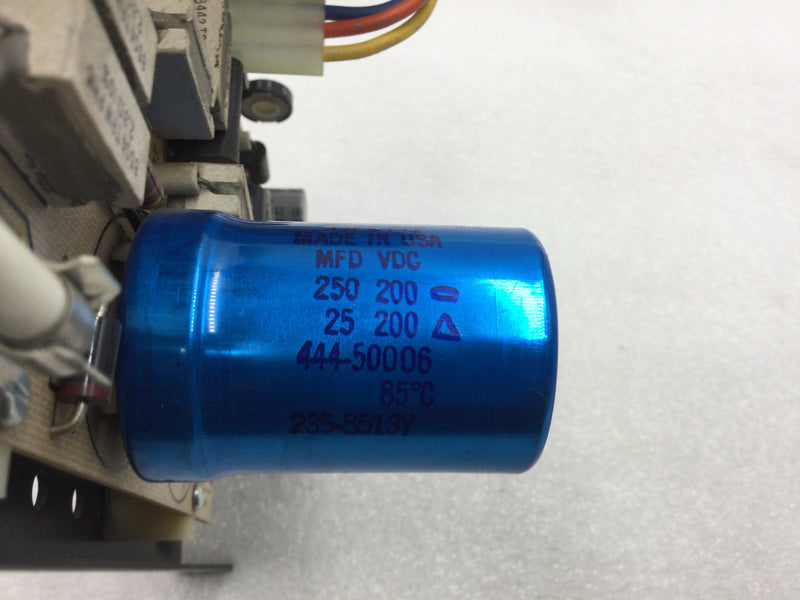 MADE IN USA
MFD VDC
250 200
25 200 Δ
444-50006
85°C
235-8513Y